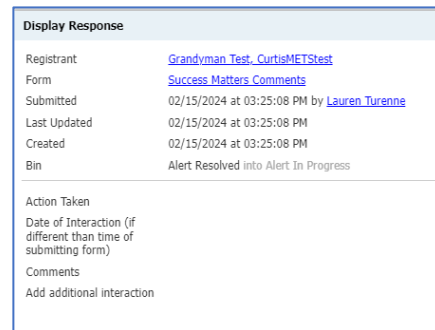 Display Response
Registrant Grandyman Test, CurtisMETStest
Form Success Matters Comments
Submitted 02/15/2024 at 03:25:08 PM by Lauren Turenne
Last Updated 02/15/2024 at 03:25:08 PM
Created 02/15/2024 at 03:25:08 PM
Bin Alert Resolved into Alert In Progress
Action Taken
Date of Interaction (if
different than time of
submitting form)
Comments
Add additional interaction